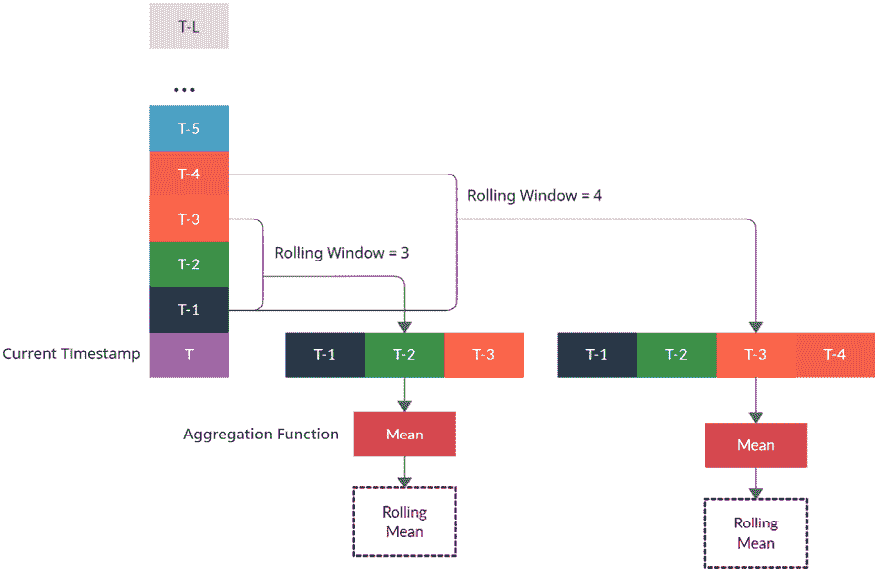 T-L
...
T-5
T-4
Rolling Window = 4
T-3
Rolling Window = 3
T-2
T-1
Current Timestamp
T
T-1
T-2
T-3
T-1
T-2
T-3
T-4
Aggregation Function
Mean
Mean
Rolling
Mean
Rolling
Mean